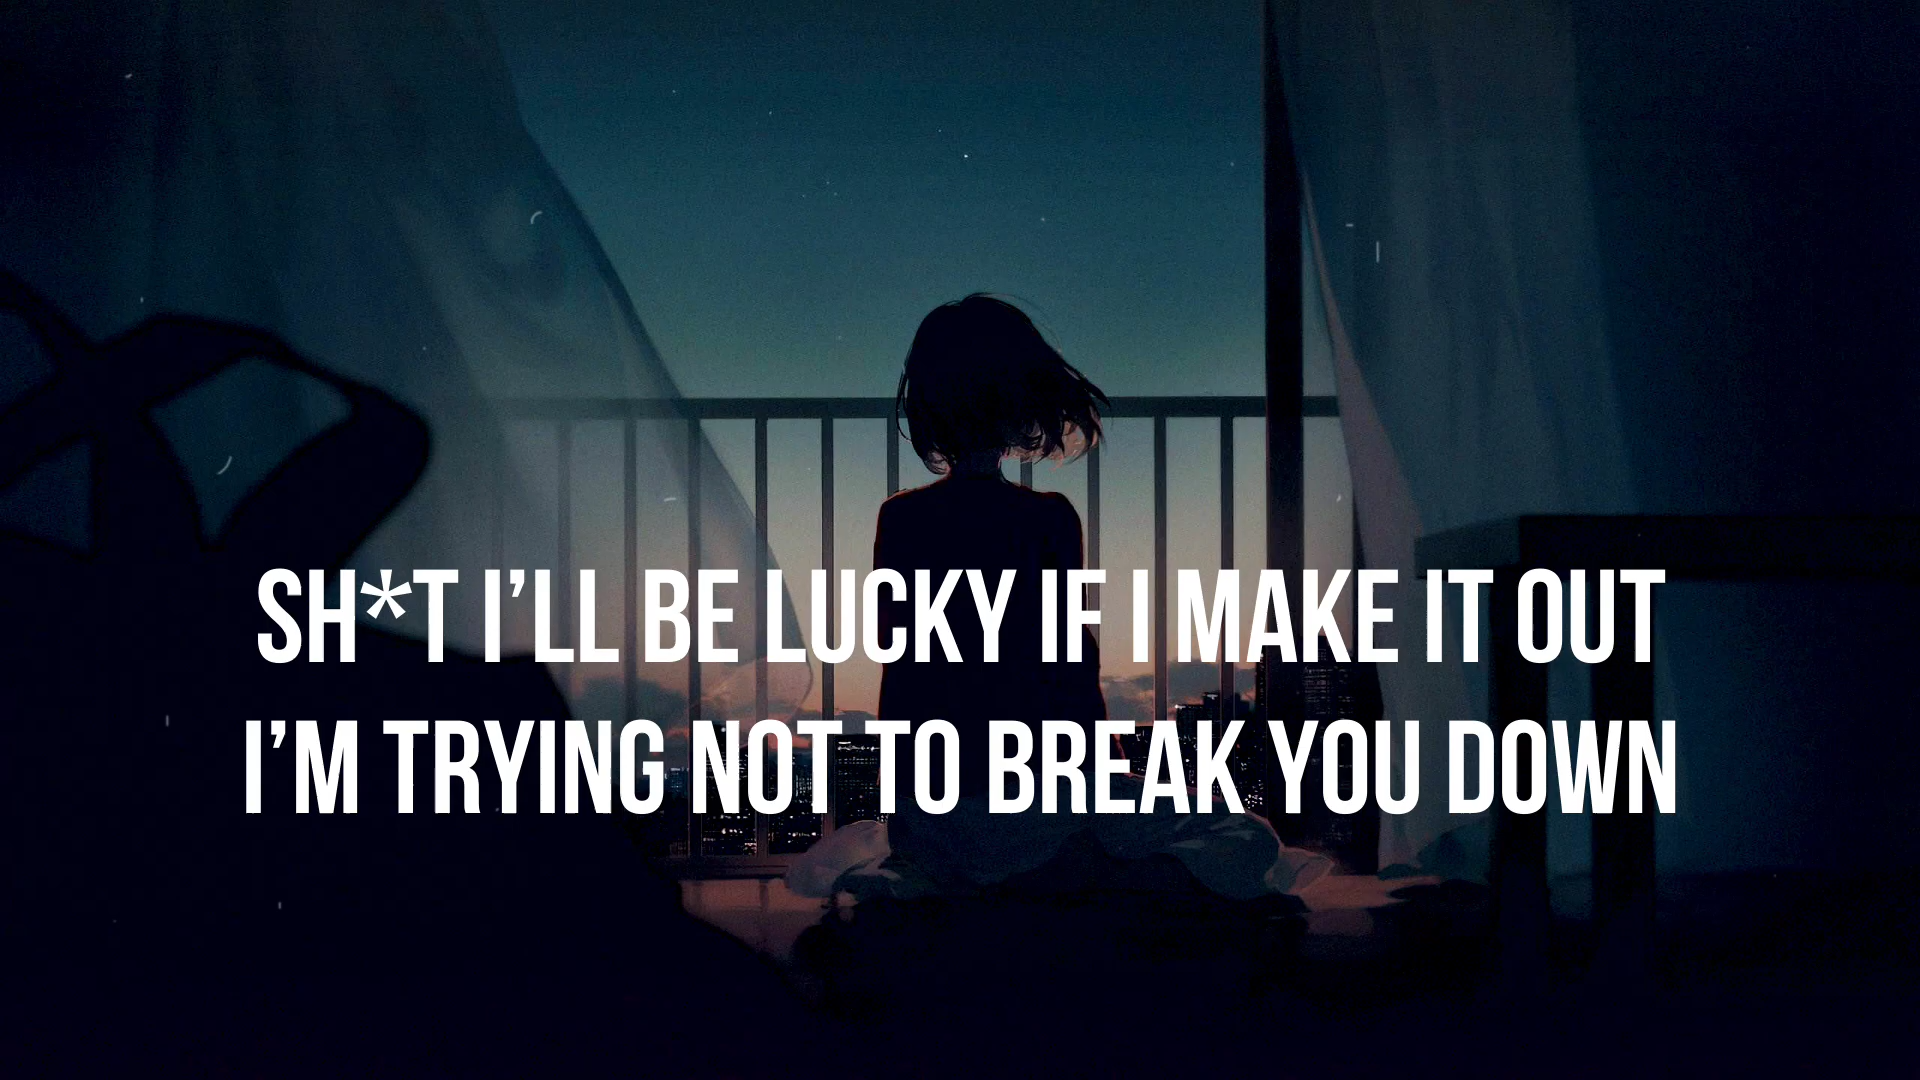 SH*T I’LL BE LUCKY IF I MAKE IT OUT
I’M TRYING NOT TO BREAK YOU DOWN